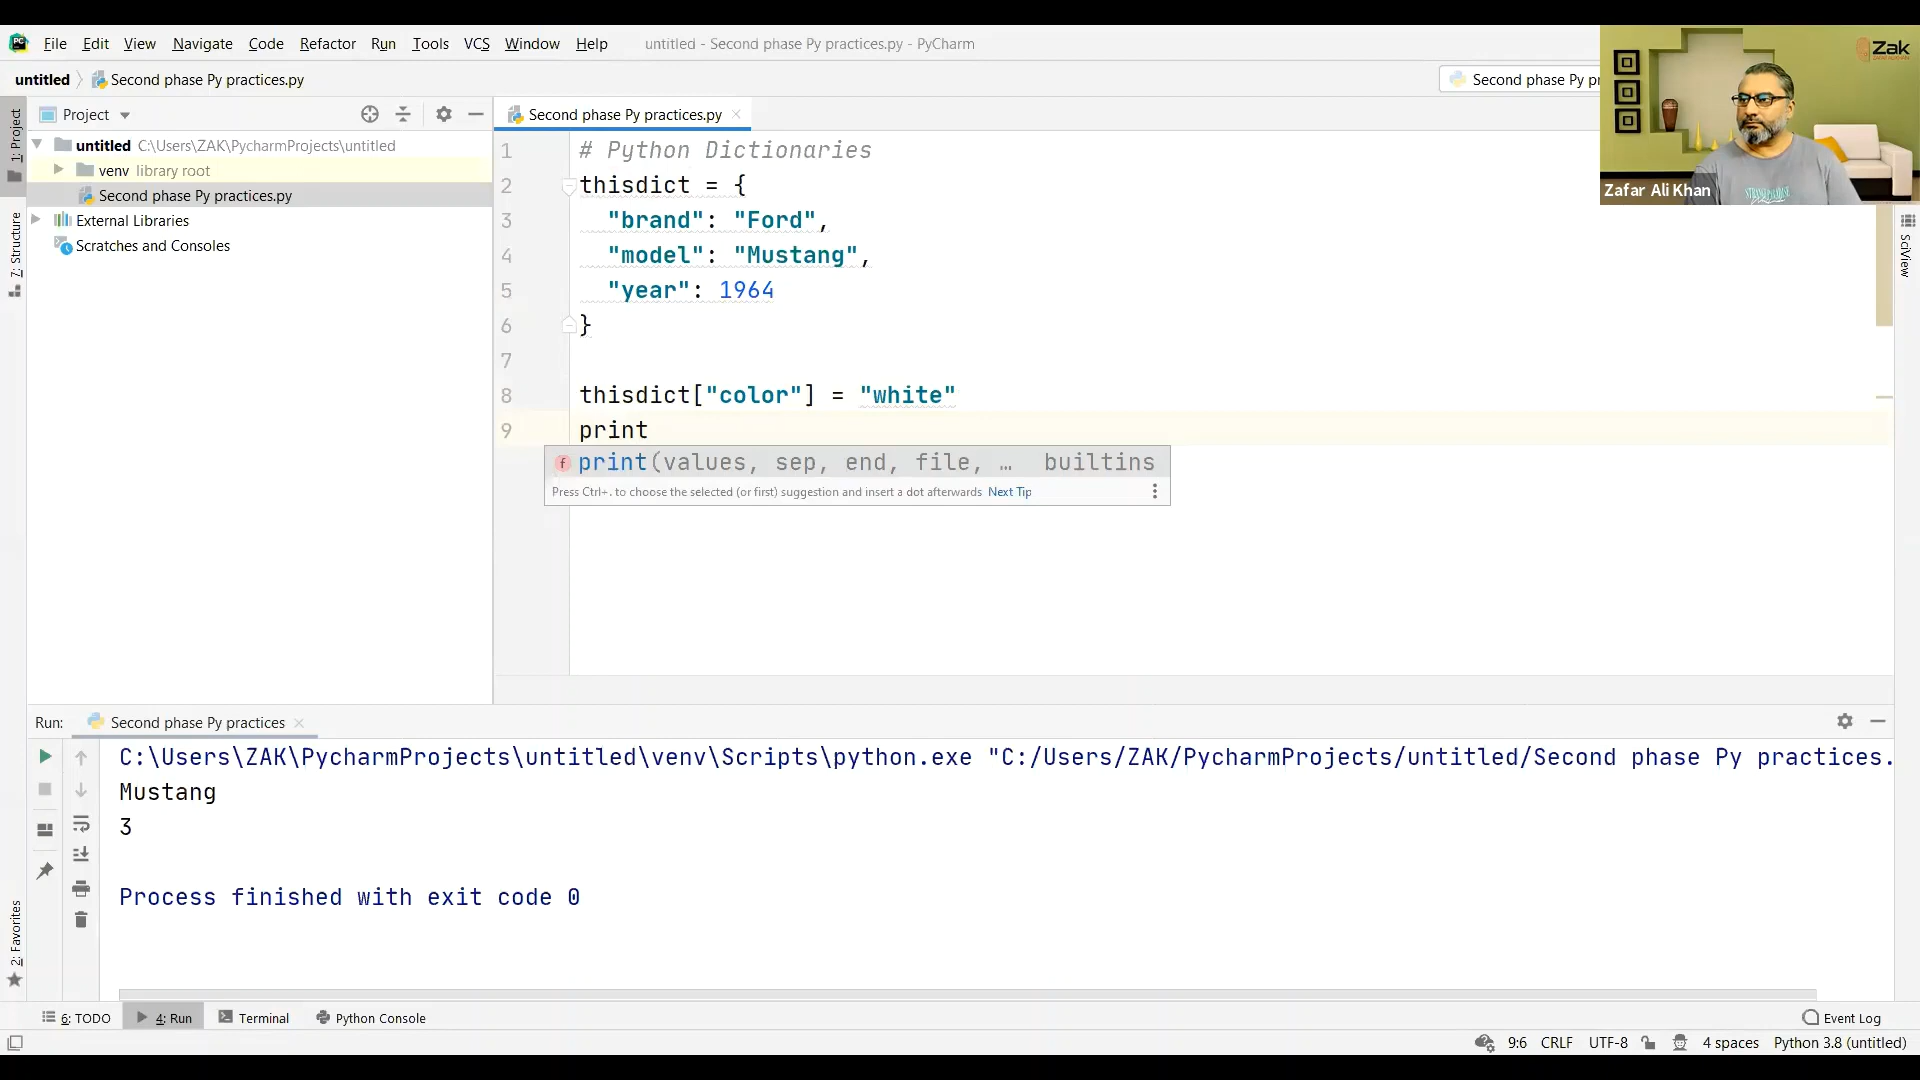 File Edit View Navigate Code Refactor Run Tools VCS Window Help untitled - Second phase Py practices.py - PyCharm
untitled Second phase Py practices.py
Second phase Py pr
Zak
Zafar Ali Khan
1: Project
7: Structure
2: Favorites
SciView
Project
untitled C:\Users\ZAK\PycharmProjects\untitled
venv library root
Second phase Py practices.py
External Libraries
Scratches and Consoles
Second phase Py practices.py
1 # Python Dictionaries
2 thisdict = {
3 "brand": "Ford",
4 "model": "Mustang",
5 "year": 1964
6 }
7
8 thisdict["color"] = "white"
9 print
f print(values, sep, end, file, … builtins
Press Ctrl+. to choose the selected (or first) suggestion and insert a dot afterwards Next Tip
Run: Second phase Py practices
C:\Users\ZAK\PycharmProjects\untitled\venv\Scripts\python.exe "C:/Users/ZAK/PycharmProjects/untitled/Second phase Py practices.
Mustang
3
Process finished with exit code 0
6: TODO 4: Run Terminal Python Console Event Log
9:6 CRLF UTF-8 4 spaces Python 3.8 (untitled)